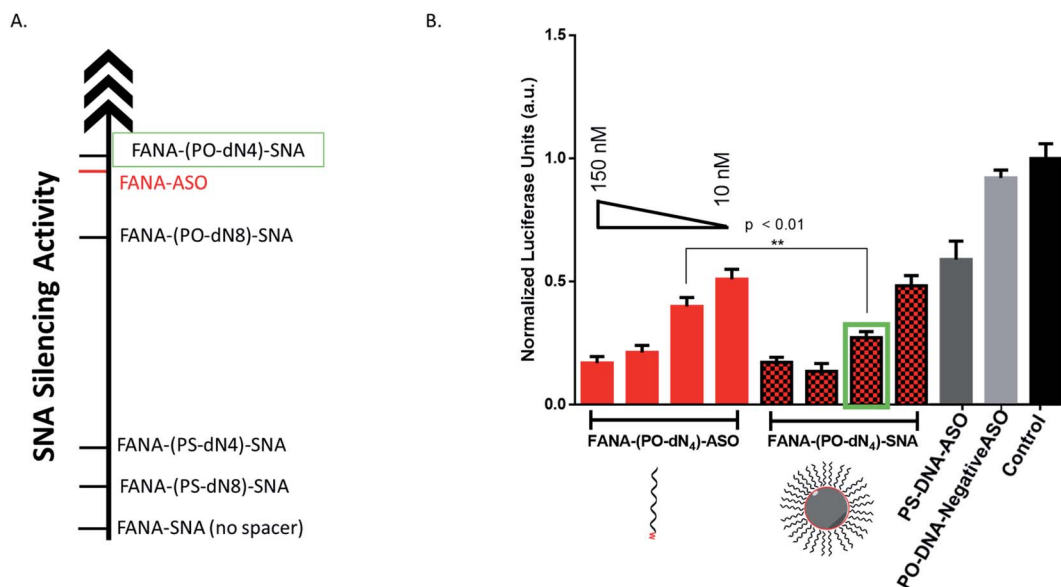 A.
SNA Silencing Activity
FANA-(PO-dN4)-SNA
FANA-ASO
FANA-(PO-dN8)-SNA
FANA-(PS-dN4)-SNA
FANA-(PS-dN8)-SNA
FANA-SNA (no spacer)
B.
Normalized Luciferase Units (a.u.)
1.5
1.0
0.5
0.0
150 nM
10 nM
p < 0.01
**
FANA-(PO-dN₄)-ASO
FANA-(PO-dN₄)-SNA
PS-DNA-ASO
PO-DNA-NegativeASO
Control